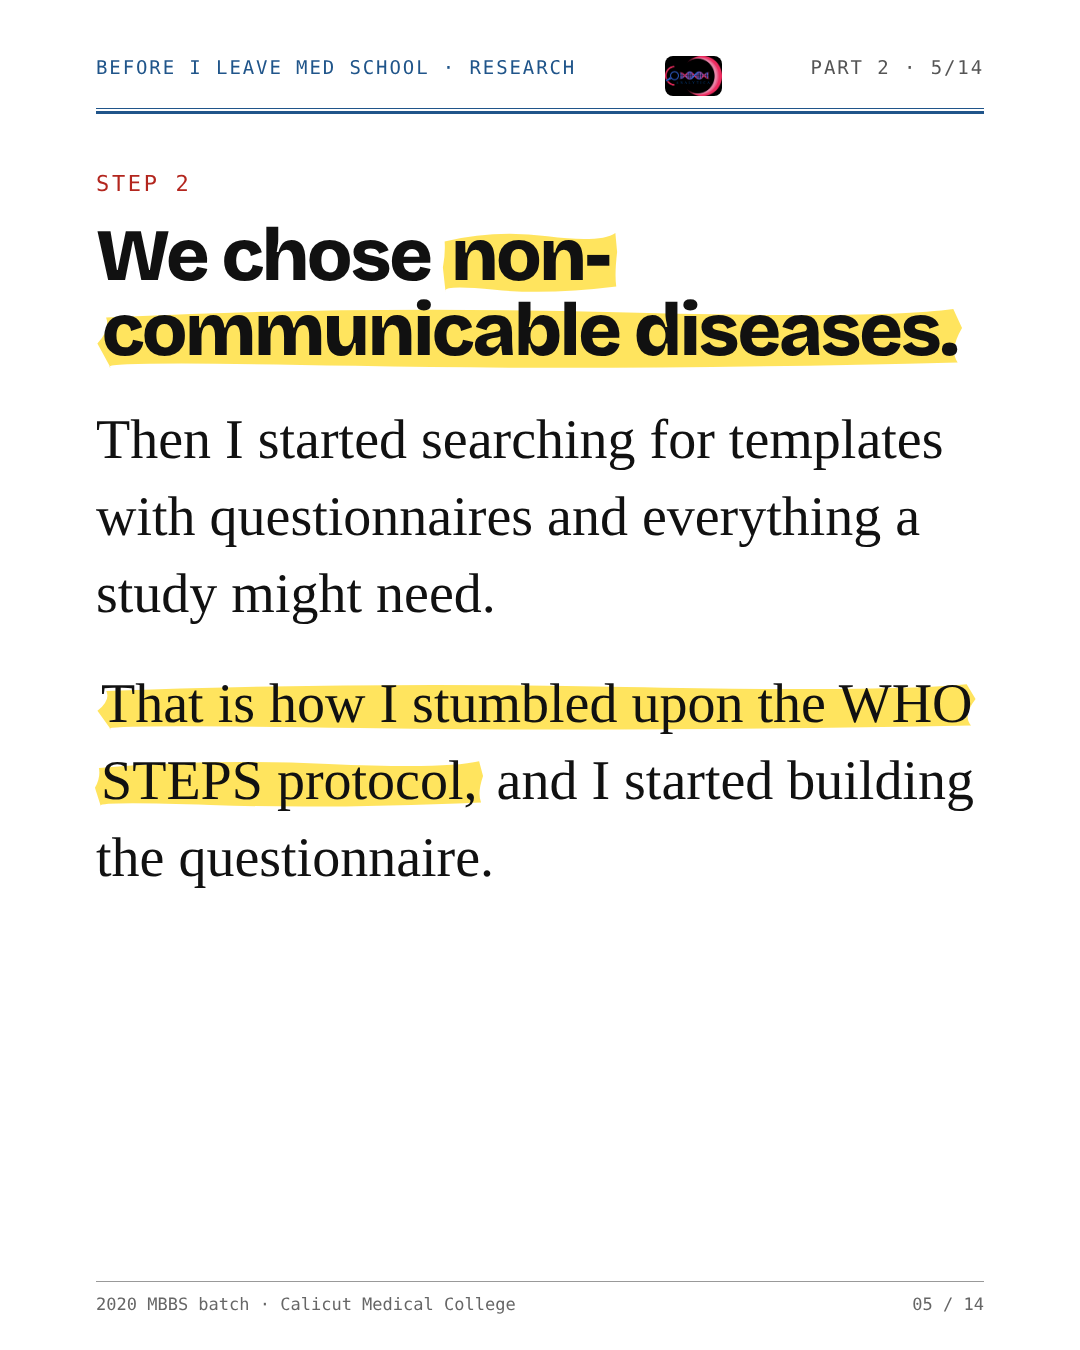 BEFORE I LEAVE MED SCHOOL · RESEARCH
PART 2 · 5/14
STEP 2
We chose non-
communicable diseases.
Then I started searching for templates
with questionnaires and everything a
study might need.
That is how I stumbled upon the WHO
STEPS protocol, and I started building
the questionnaire.
2020 MBBS batch · Calicut Medical College
05 / 14